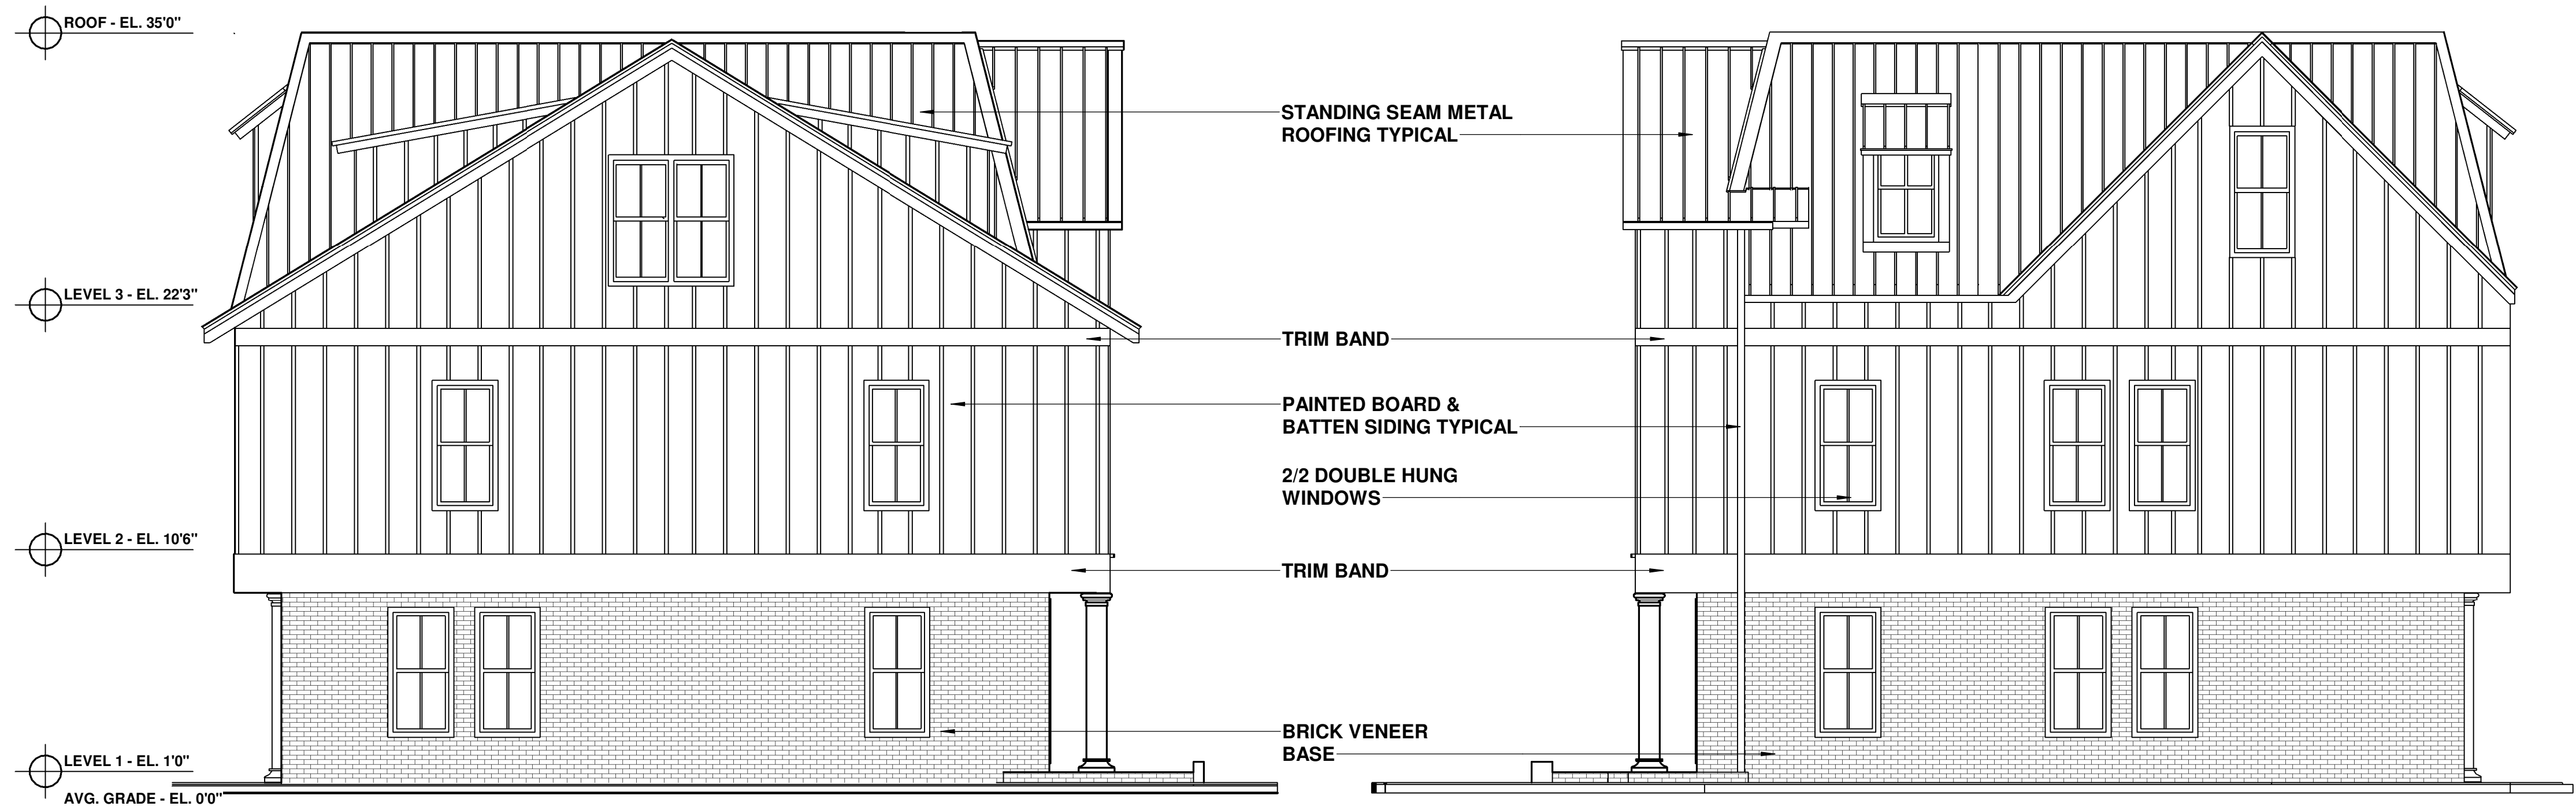 ROOF - EL. 35'0"
STANDING SEAM METAL
ROOFING TYPICAL
LEVEL 3 - EL. 22'3"
TRIM BAND
PAINTED BOARD &
BATTEN SIDING TYPICAL
2/2 DOUBLE HUNG
WINDOWS
LEVEL 2 - EL. 10'6"
TRIM BAND
BRICK VENEER
BASE
LEVEL 1 - EL. 1'0"
AVG. GRADE - EL. 0'0"